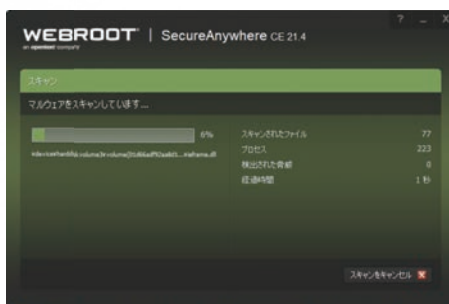 ? _ X
WEBROOT | SecureAnywhere CE 21.4
an opentext company
スキャン
マルウェアをスキャンしています...
6%
スキャンされたファイル 77
プロセス 223
検出された脅威 0
経過時間 1 秒
スキャンをキャンセル